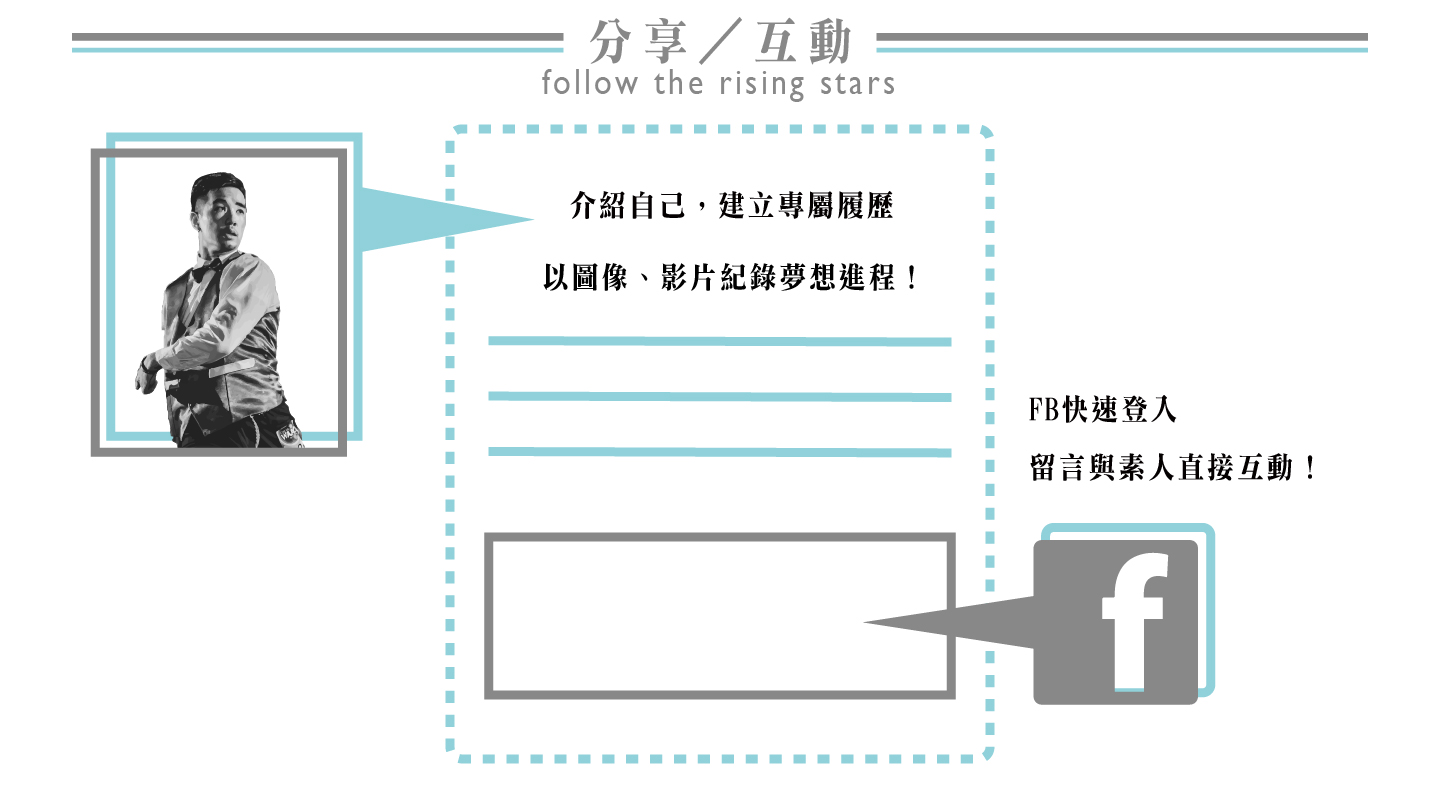 分享／互動
follow the rising stars
介紹自己，建立專屬履歷
以圖像、影片紀錄夢想進程！
FB快速登入
留言與素人直接互動！
f